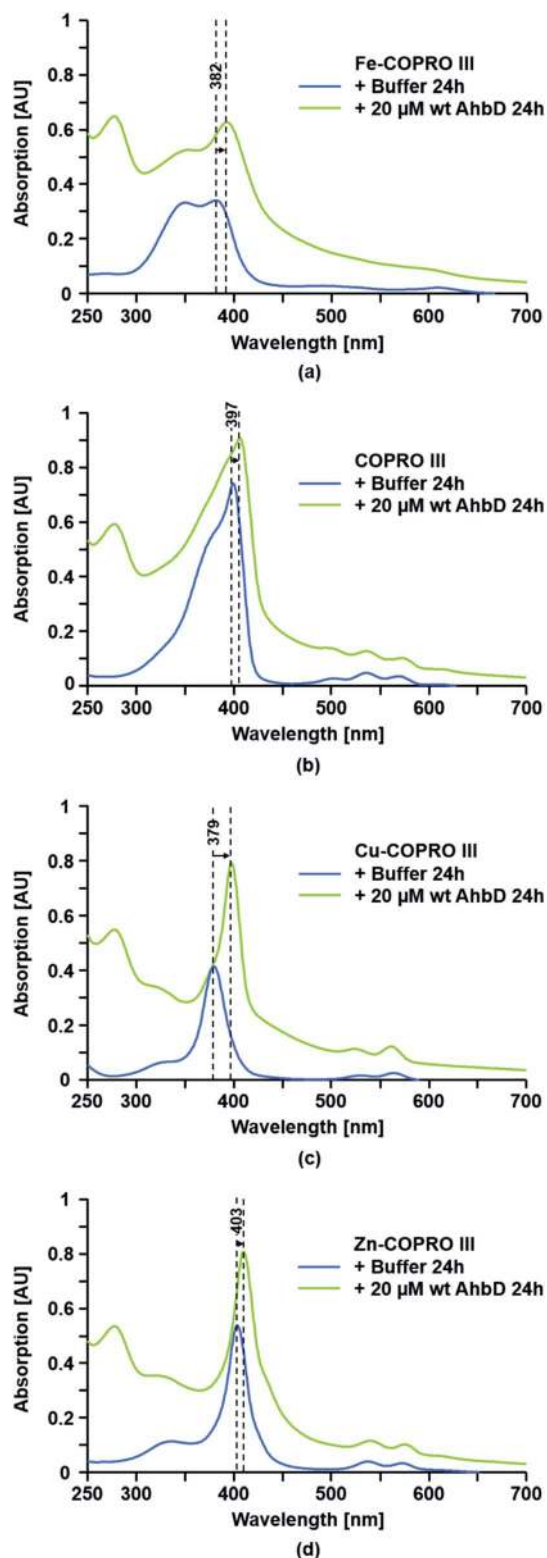 1
0.8
0.6
0.4
0.2
0
Absorption [AU]
382
Fe-COPRO III
+ Buffer 24h
+ 20 µM wt AhbD 24h
250 300 400 500 600 700
Wavelength [nm]
(a)
1
0.8
0.6
0.4
0.2
0
Absorption [AU]
397
COPRO III
+ Buffer 24h
+ 20 µM wt AhbD 24h
250 300 400 500 600 700
Wavelength [nm]
(b)
1
0.8
0.6
0.4
0.2
0
Absorption [AU]
379
Cu-COPRO III
+ Buffer 24h
+ 20 µM wt AhbD 24h
250 300 400 500 600 700
Wavelength [nm]
(c)
1
0.8
0.6
0.4
0.2
0
Absorption [AU]
403
Zn-COPRO III
+ Buffer 24h
+ 20 µM wt AhbD 24h
250 300 400 500 600 700
Wavelength [nm]
(d)